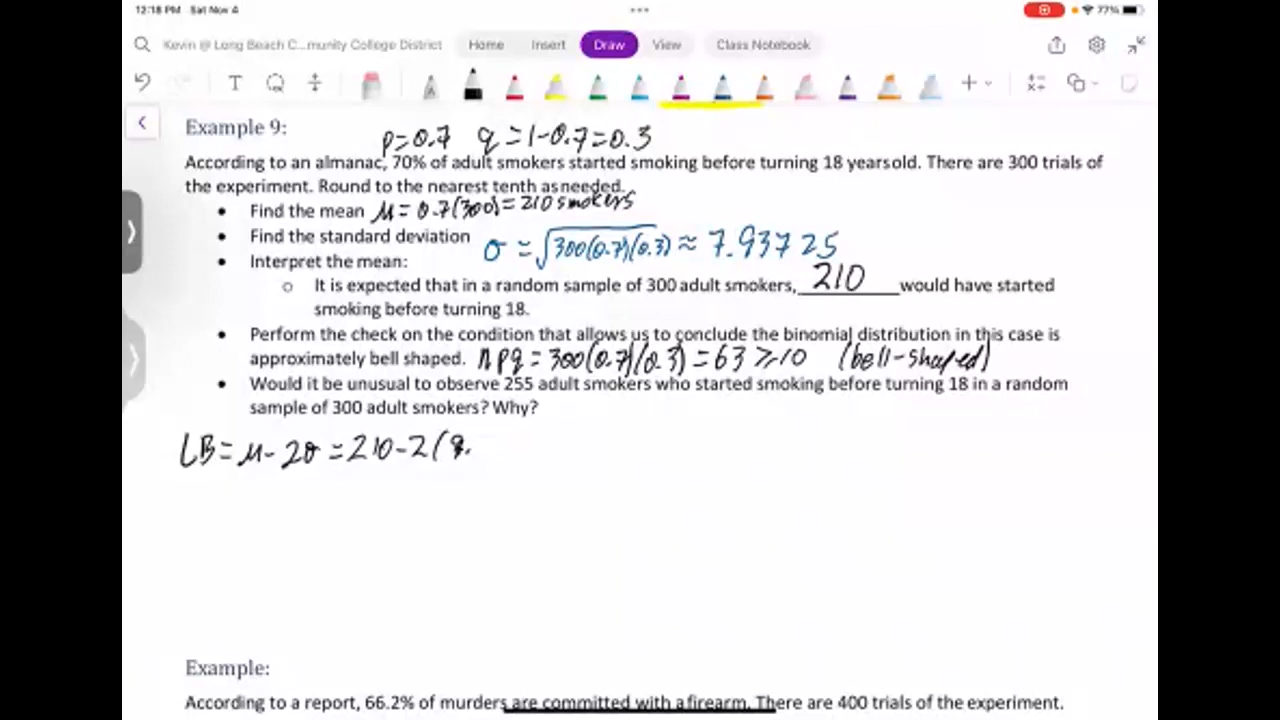 12:18 PM Sat Nov 4
77%
Kevin @ Long Beach C...munity College District Home Insert Draw View Class Notebook
Example 9:
p=0.7 q=1-0.7=0.3
According to an almanac, 70% of adult smokers started smoking before turning 18 years old. There are 300 trials of
the experiment. Round to the nearest tenth as needed.
• Find the mean μ=0.7(300)=210 smokers
• Find the standard deviation σ=√300(0.7)(0.3) ≈ 7.93725
• Interpret the mean:
o It is expected that in a random sample of 300 adult smokers, 210 would have started
smoking before turning 18.
• Perform the check on the condition that allows us to conclude the binomial distribution in this case is
approximately bell shaped. npq=300(0.7)(0.3)=63≥10 (bell-shaped)
• Would it be unusual to observe 255 adult smokers who started smoking before turning 18 in a random
sample of 300 adult smokers? Why?
LB=μ-2σ=210-2(
Example:
According to a report, 66.2% of murders are committed with a firearm. There are 400 trials of the experiment.